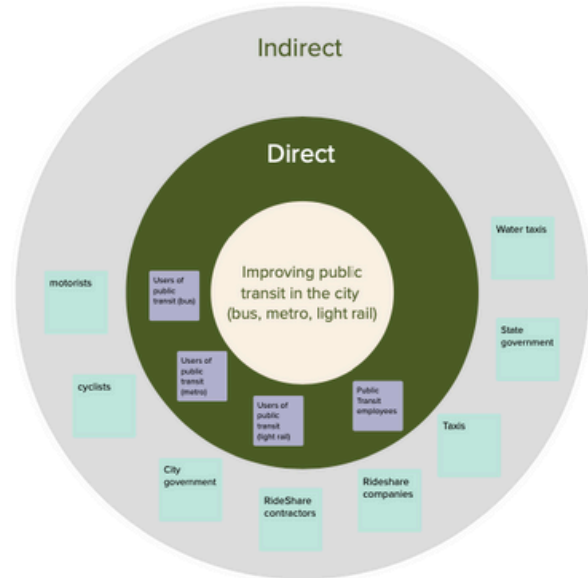 Indirect
Direct
Improving public
transit in the city
(bus, metro, light rail)
Users of
public
transit (bus)
Users of
public
transit
(metro)
Users of
public
transit
(light rail)
Public
Transit
employees
motorists
cyclists
City
government
RideShare
contractors
Rideshare
companies
Taxis
State
government
Water taxis